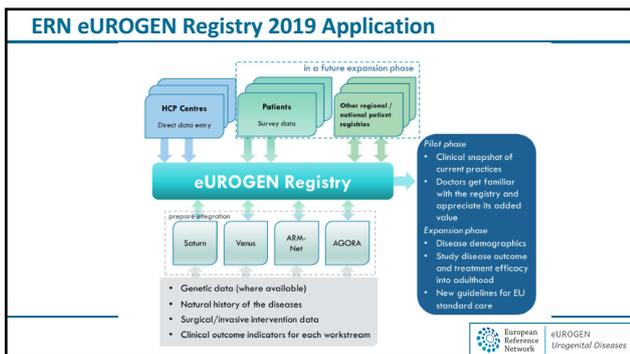 ERN eUROGEN Registry 2019 Application
in a future expansion phase
HCP Centres
Direct data entry
Patients
Survey data
Other regional /
national patient
registries
eUROGEN Registry
prepare integration
Saturn
Venus
ARM-
Net
AGORA
• Genetic data (where available)
• Natural history of the diseases
• Surgical/invasive intervention data
• Clinical outcome indicators for each workstream
Pilot phase
• Clinical snapshot of
current practices
• Doctors get familiar
with the registry and
appreciate its added
value
Expansion phase
• Disease demographics
• Study disease outcome
and treatment efficacy
into adulthood
• New guidelines for EU
standard care
European
Reference
Network
eUROGEN
Urogenital Diseases